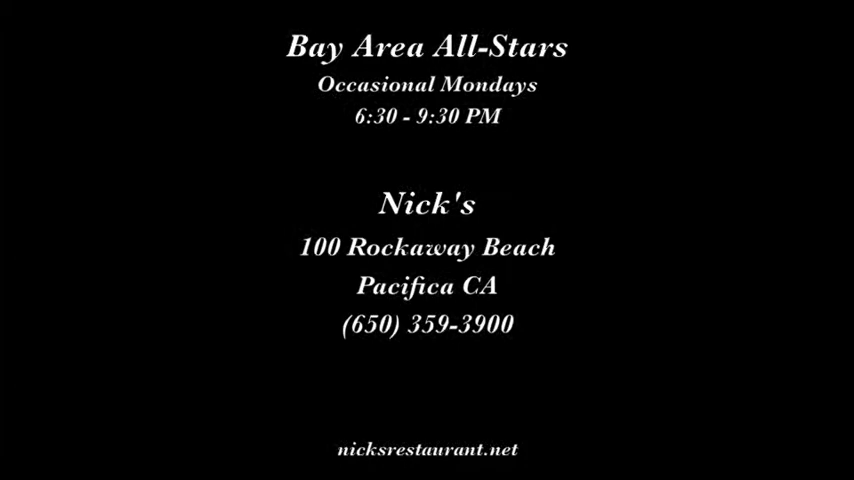 Bay Area All-Stars
Occasional Mondays
6:30 - 9:30 PM
Nick's
100 Rockaway Beach
Pacifica CA
(650) 359-3900
nicksrestaurant.net